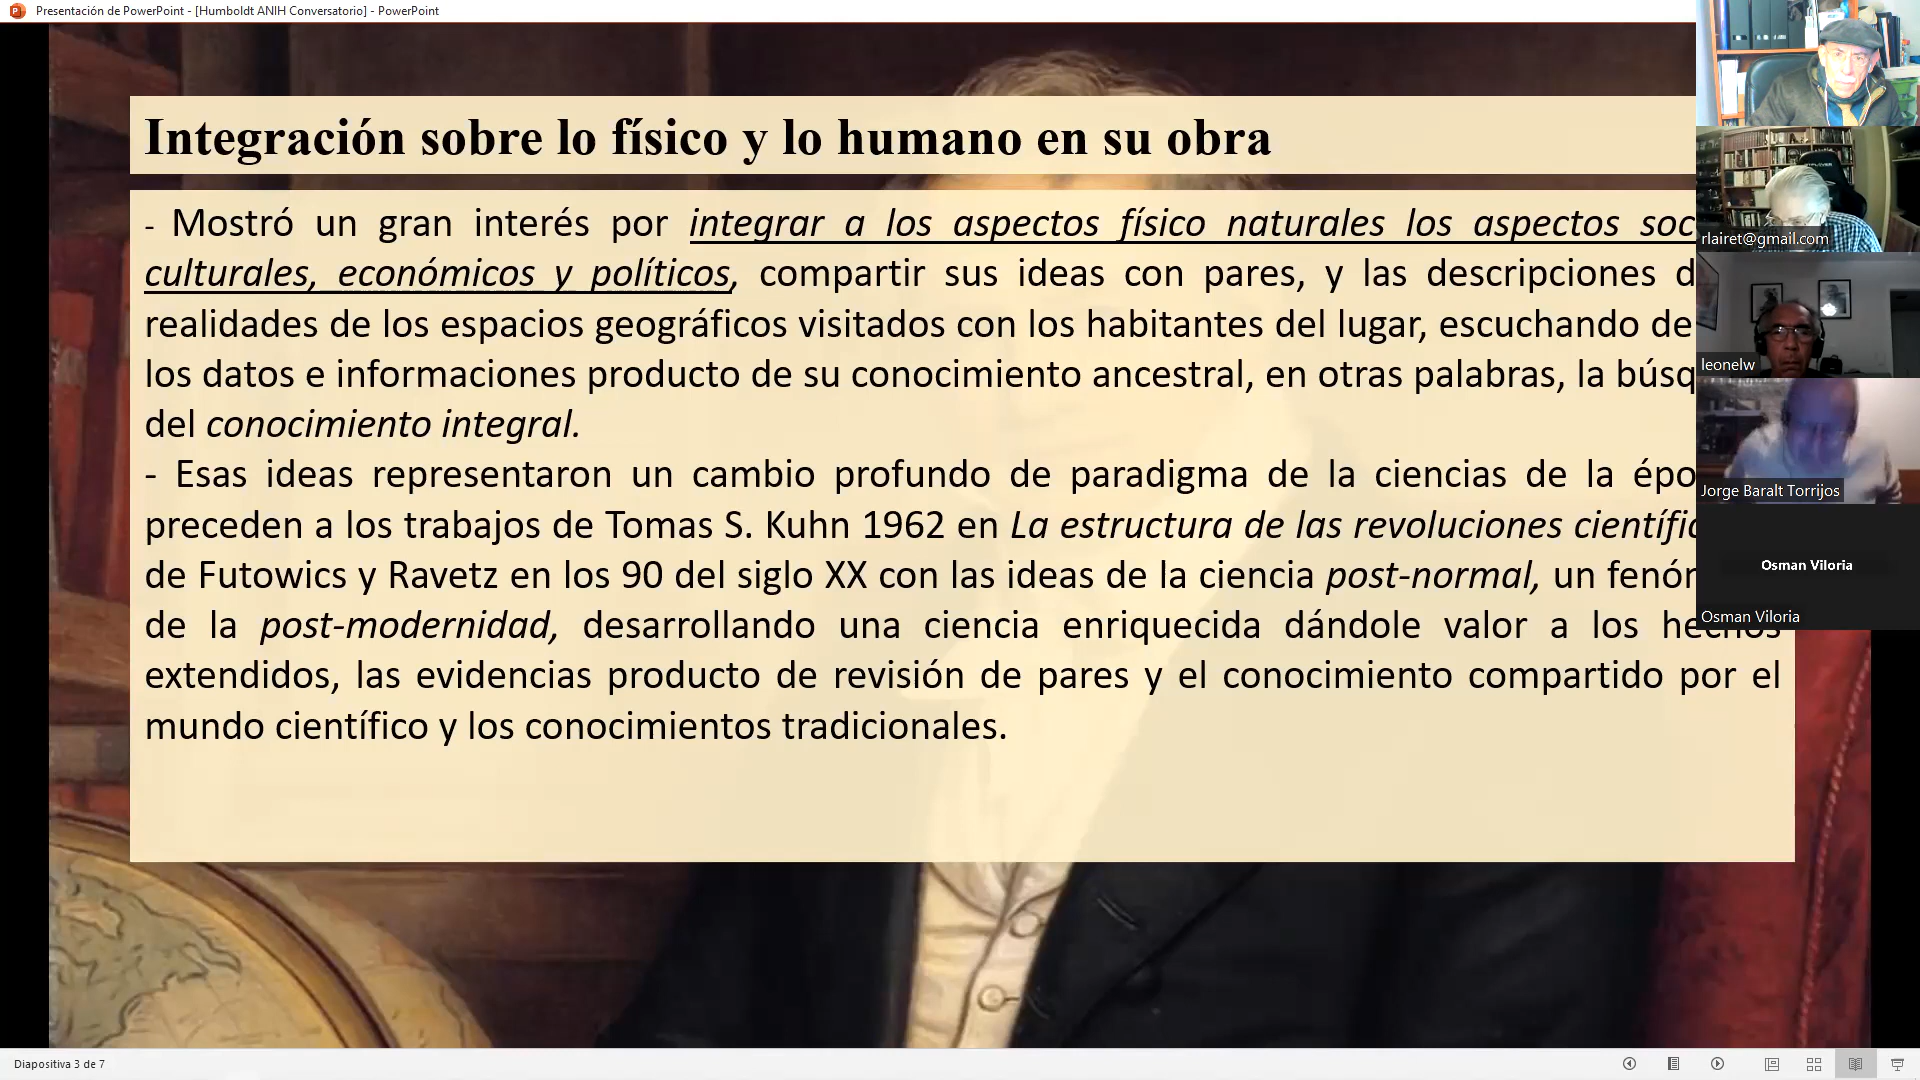 Presentación de PowerPoint - [Humboldt ANIH Conversatorio] - PowerPoint
Integración sobre lo físico y lo humano en su obra
- Mostró un gran interés por integrar a los aspectos físico naturales los aspectos soc
culturales, económicos y políticos, compartir sus ideas con pares, y las descripciones d
realidades de los espacios geográficos visitados con los habitantes del lugar, escuchando de
los datos e informaciones producto de su conocimiento ancestral, en otras palabras, la búsq
del conocimiento integral.
- Esas ideas representaron un cambio profundo de paradigma de la ciencias de la épo
preceden a los trabajos de Tomas S. Kuhn 1962 en La estructura de las revoluciones científic
de Futowics y Ravetz en los 90 del siglo XX con las ideas de la ciencia post-normal, un fenóm
de la post-modernidad, desarrollando una ciencia enriquecida dándole valor a los hechos
extendidos, las evidencias producto de revisión de pares y el conocimiento compartido por el
mundo científico y los conocimientos tradicionales.
rlairet@gmail.com
leonelw
Jorge Baralt Torrijos
Osman Viloria
Osman Viloria
Diapositiva 3 de 7